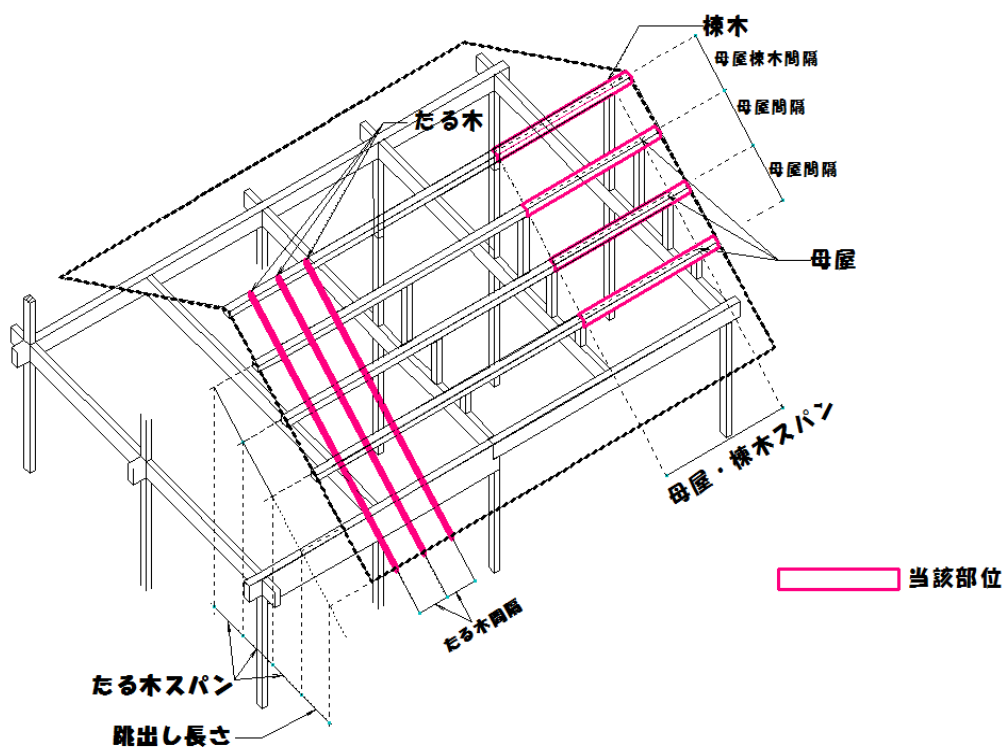 棟木
母屋棟木間隔
たる木
母屋間隔
母屋間隔
母屋
母屋・棟木スパン
当該部位
たる木間隔
たる木スパン
跳出し長さ